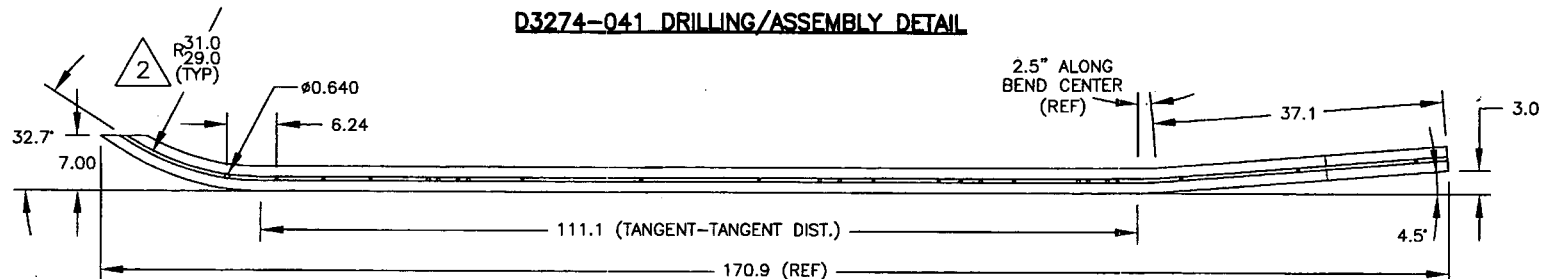 D3274-041 DRILLING/ASSEMBLY DETAIL
2
R31.0
29.0
(TYP)
ø0.640
6.24
2.5" ALONG
BEND CENTER
(REF)
37.1
3.0
32.7°
7.00
111.1 (TANGENT-TANGENT DIST.)
4.5°
170.9 (REF)